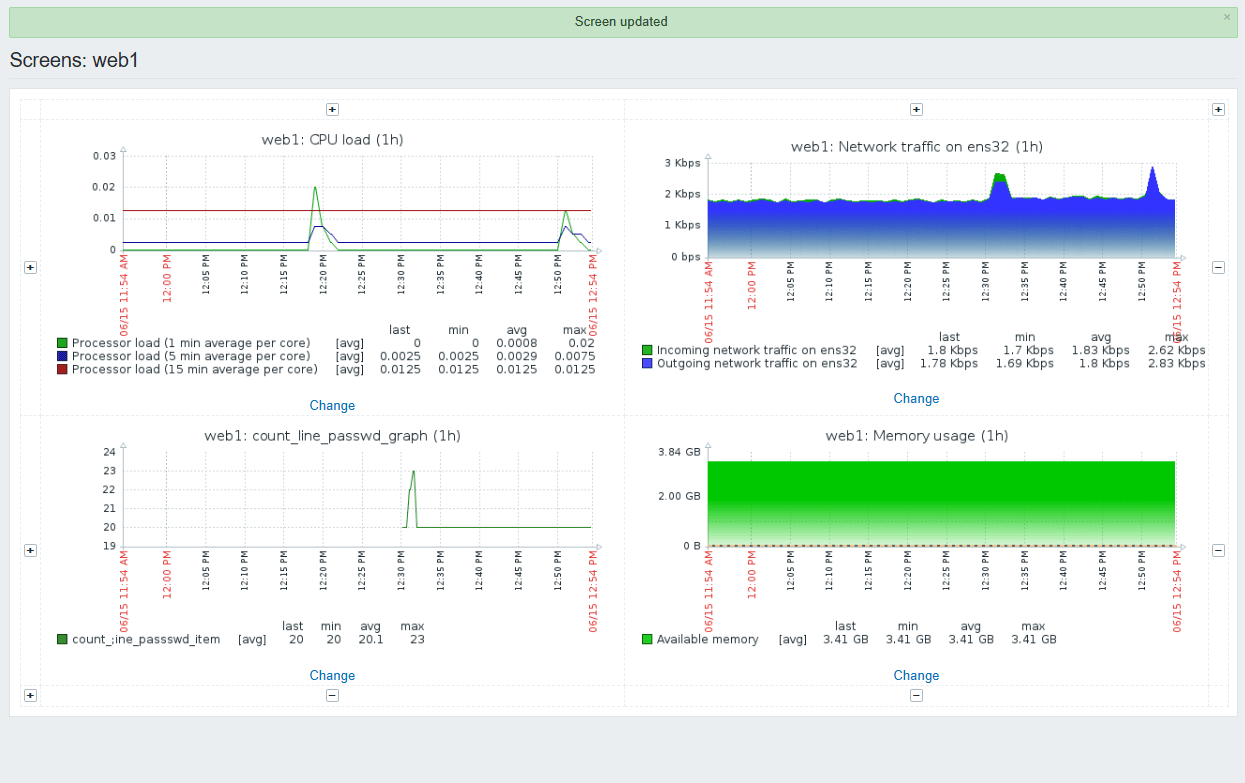 Screen updated
×
Screens: web1
web1: CPU load (1h)
0.03
0.02
0.01
0
06/15 11:54 AM
12:00 PM
12:05 PM
12:10 PM
12:15 PM
12:20 PM
12:25 PM
12:30 PM
12:35 PM
12:40 PM
12:45 PM
12:50 PM
06/15 12:54 PM
last min avg max
Processor load (1 min average per core) [avg] 0 0 0.0008 0.02
Processor load (5 min average per core) [avg] 0.0025 0.0025 0.0029 0.0075
Processor load (15 min average per core) [avg] 0.0125 0.0125 0.0125 0.0125
Change
web1: Network traffic on ens32 (1h)
3 Kbps
2 Kbps
1 Kbps
0 bps
06/15 11:54 AM
12:00 PM
12:05 PM
12:10 PM
12:15 PM
12:20 PM
12:25 PM
12:30 PM
12:35 PM
12:40 PM
12:45 PM
12:50 PM
06/15 12:54 PM
last min avg max
Incoming network traffic on ens32 [avg] 1.8 Kbps 1.7 Kbps 1.83 Kbps 2.62 Kbps
Outgoing network traffic on ens32 [avg] 1.78 Kbps 1.69 Kbps 1.8 Kbps 2.83 Kbps
Change
web1: count_line_passwd_graph (1h)
24
23
22
21
20
19
06/15 11:54 AM
12:00 PM
12:05 PM
12:10 PM
12:15 PM
12:20 PM
12:25 PM
12:30 PM
12:35 PM
12:40 PM
12:45 PM
12:50 PM
06/15 12:54 PM
last min avg max
count_;ine_passswd_item [avg] 20 20 20.1 23
Change
web1: Memory usage (1h)
3.84 GB
2.00 GB
0 B
06/15 11:54 AM
12:00 PM
12:05 PM
12:10 PM
12:15 PM
12:20 PM
12:25 PM
12:30 PM
12:35 PM
12:40 PM
12:45 PM
12:50 PM
06/15 12:54 PM
last min avg max
Available memory [avg] 3.41 GB 3.41 GB 3.41 GB 3.41 GB
Change